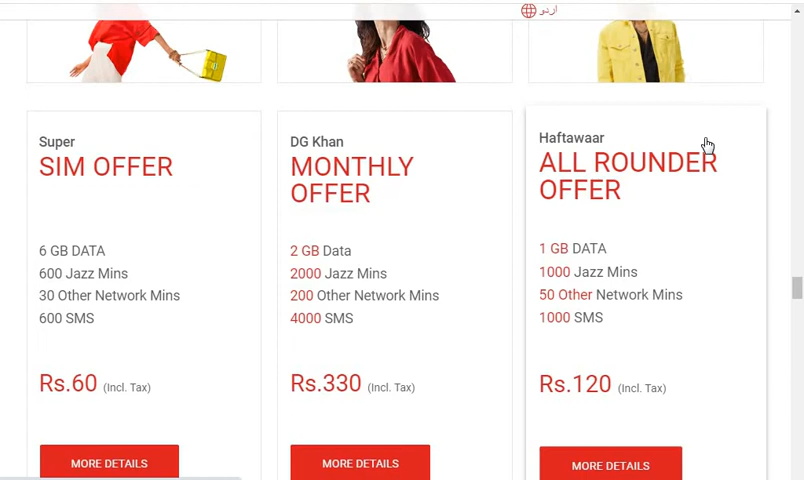 اردو
Super
SIM OFFER
6 GB DATA
600 Jazz Mins
30 Other Network Mins
600 SMS
Rs.60 (Incl. Tax)
MORE DETAILS
DG Khan
MONTHLY
OFFER
2 GB Data
2000 Jazz Mins
200 Other Network Mins
4000 SMS
Rs.330 (Incl. Tax)
MORE DETAILS
Haftawaar
ALL ROUNDER
OFFER
1 GB DATA
1000 Jazz Mins
50 Other Network Mins
1000 SMS
Rs.120 (Incl. Tax)
MORE DETAILS